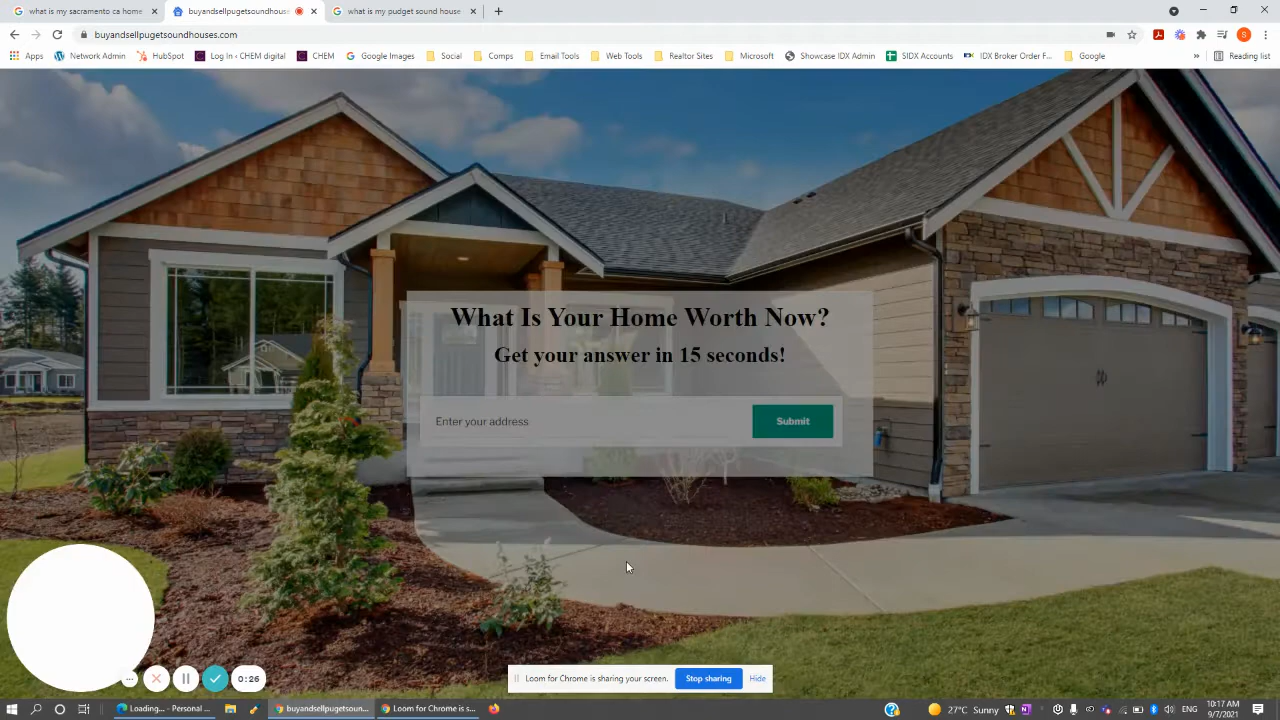 what is my sacramento ca home
buyandsellpugetsoundhouse
what is my pudget sound house
buyandsellpugetsoundhouses.com
Apps
Network Admin
HubSpot
Log In ‹ CHEM digital
CHEM
Google Images
Social
Comps
Email Tools
Web Tools
Realtor Sites
Microsoft
Showcase IDX Admin
SIDX Accounts
IDX Broker Order F...
Google
»
Reading list
What Is Your Home Worth Now?
Get your answer in 15 seconds!
Enter your address
Submit
0:26
Loom for Chrome is sharing your screen.
Stop sharing
Hide
Loading... - Personal ...
buyandsellpugetsoun...
Loom for Chrome is s...
27°C Sunny
ENG
10:17 AM
9/7/2021